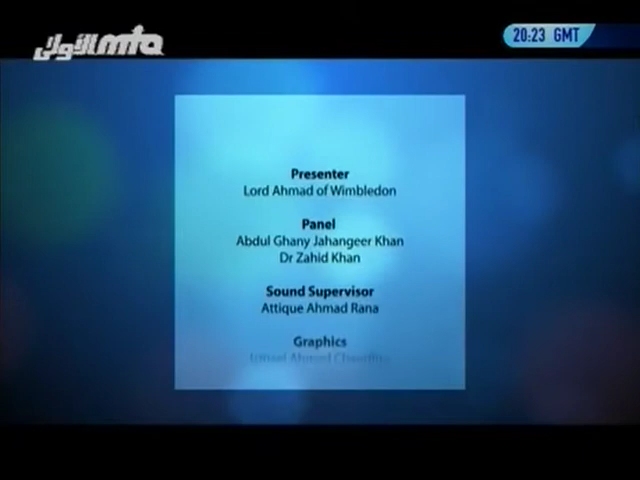 mta الأولى
20:23 GMT
Presenter
Lord Ahmad of Wimbledon
Panel
Abdul Ghany Jahangeer Khan
Dr Zahid Khan
Sound Supervisor
Attique Ahmad Rana
Graphics
Ahmad